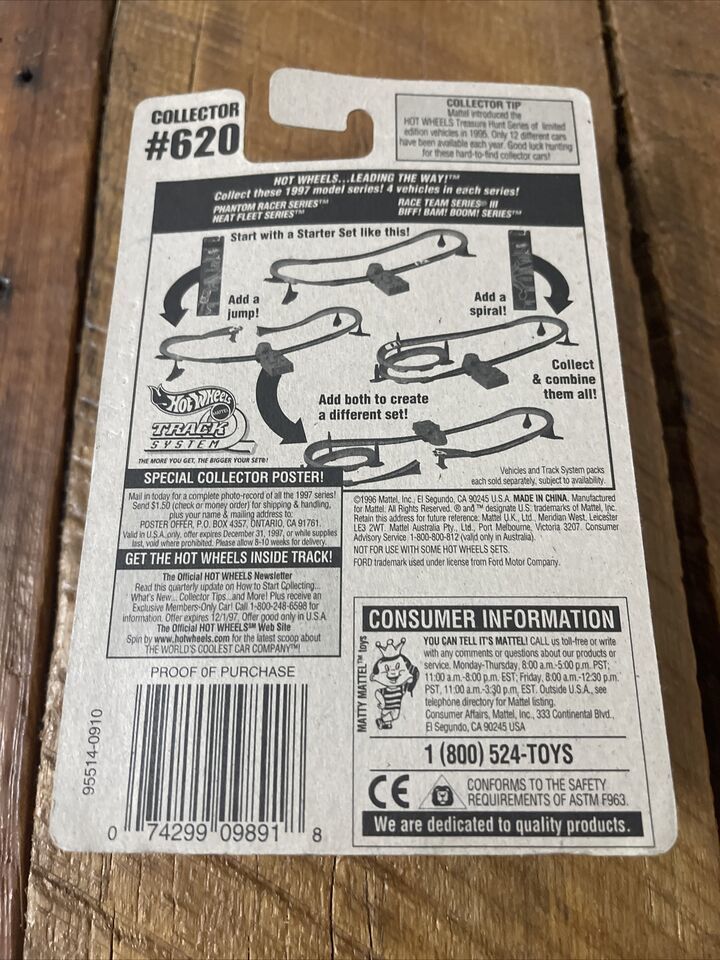 COLLECTOR
#620
COLLECTOR TIP
Mattel introduced the
HOT WHEELS Treasure Hunt Series of limited
edition vehicles in 1995. Only 12 different cars
have been available each year. Good luck hunting
for these hard-to-find collector cars!
HOT WHEELS...LEADING THE WAY!™
Collect these 1997 model series! 4 vehicles in each series!
PHANTOM RACER SERIES™
HEAT FLEET SERIES™
RACE TEAM SERIES® III
BIFF! BAM! BOOM! SERIES™
Start with a Starter Set like this!
Add a
jump!
Add a
spiral!
Collect
& combine
them all!
Add both to create
a different set!
Hot Wheels
MATTEL
TRACK
SYSTEM
THE MORE YOU GET, THE BIGGER YOUR SET®!
Vehicles and Track System packs
each sold separately, subject to availability.
SPECIAL COLLECTOR POSTER!
Mail in today for a complete photo-record of all the 1997 series!
Send $1.50 (check or money order) for shipping & handling,
plus your name & mailing address to:
POSTER OFFER, P.O. BOX 4357, ONTARIO, CA 91761.
Valid in U.S.A. only, offer expires December 31, 1997, or while supplies
last, void where prohibited. Please allow 8-10 weeks for delivery.
GET THE HOT WHEELS INSIDE TRACK!
The Official HOT WHEELS Newsletter
Read this quarterly update on How to Start Collecting...
What's New... Collector Tips...and More! Plus receive an
Exclusive Members-Only Car! Call 1-800-248-6598 for
information. Offer expires 12/1/97. Offer good only in U.S.A.
The Official HOT WHEELS℠ Web Site
Spin by www.hotwheels.com for the latest scoop about
THE WORLD'S COOLEST CAR COMPANY™!
©1996 Mattel, Inc., El Segundo, CA 90245 U.S.A. MADE IN CHINA. Manufactured
for Mattel. All Rights Reserved. ® and ™ designate U.S. trademarks of Mattel, Inc.
Retain this address for future reference: Mattel U.K., Ltd., Meridian West, Leicester
LE3 2WT. Mattel Australia Pty., Ltd., Port Melbourne, Victoria 3207. Consumer
Advisory Service 1-800-800-812 (valid only in Australia).
NOT FOR USE WITH SOME HOT WHEELS SETS.
FORD trademark used under license from Ford Motor Company.
PROOF OF PURCHASE
95514-0910
0 74299 09891 8
CONSUMER INFORMATION
MATTY MATTEL™ toys
YOU CAN TELL IT'S MATTEL! CALL us toll-free or write
with any comments or questions about our products or
service. Monday-Thursday, 8:00 a.m.-5:00 p.m. PST;
11:00 a.m.-8:00 p.m. EST; Friday, 8:00 a.m.-12:30 p.m.
PST, 11:00 a.m.-3:30 p.m. EST. Outside U.S.A., see
telephone directory for Mattel listing.
Consumer Affairs, Mattel, Inc., 333 Continental Blvd.,
El Segundo, CA 90245 USA
1 (800) 524-TOYS
CE
CONFORMS TO THE SAFETY
REQUIREMENTS OF ASTM F963.
We are dedicated to quality products.